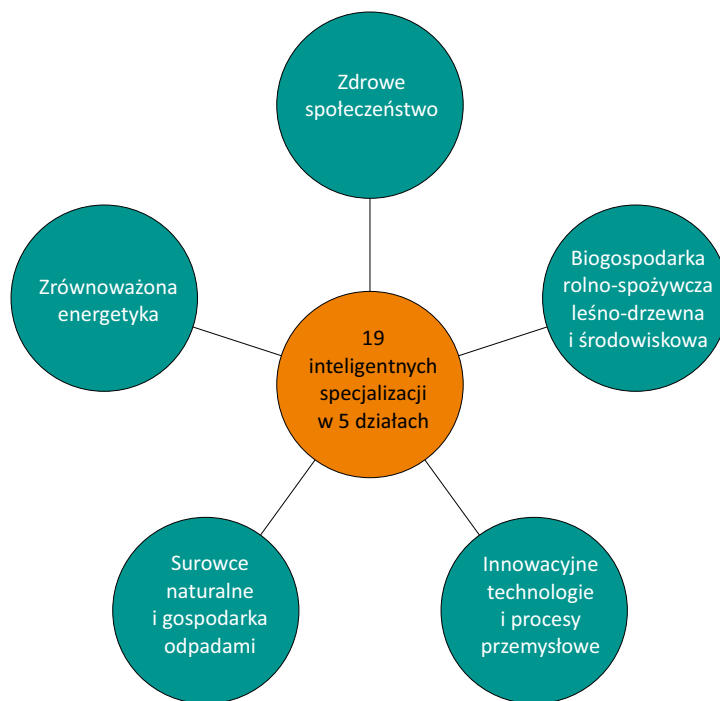 Zdrowe
społeczeństwo
Zrównoważona
energetyka
Biogospodarka
rolno-spożywcza
leśno-drzewna
i środowiskowa
19
inteligentnych
specjalizacji
w 5 działach
Surowce
naturalne
i gospodarka
odpadami
Innowacyjne
technologie
i procesy
przemysłowe